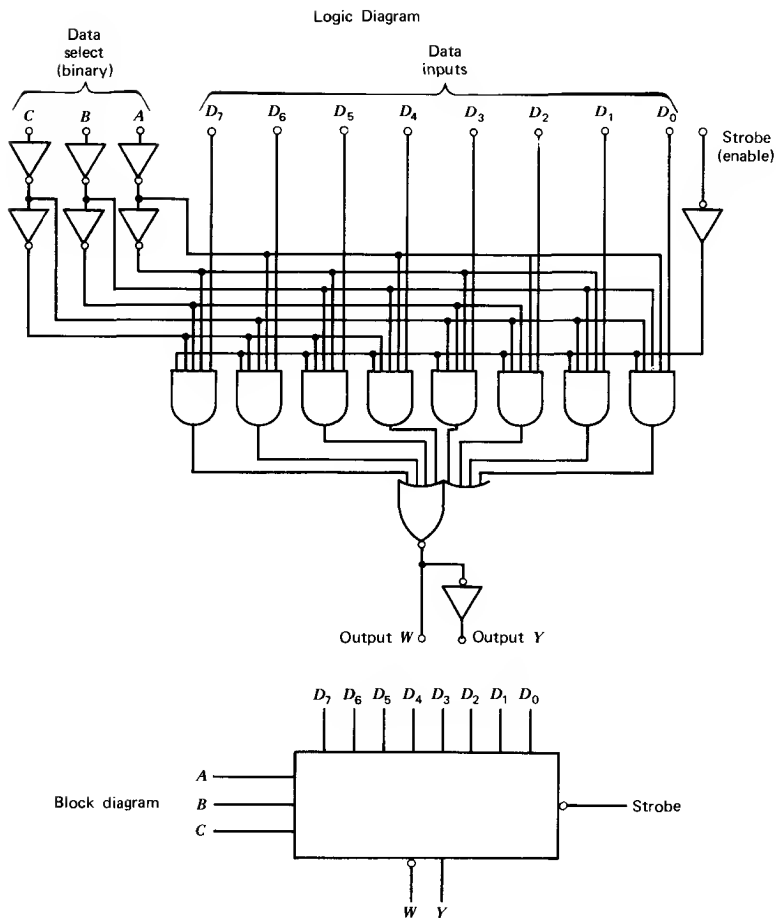 Logic Diagram
Data
select
(binary)
Data
inputs
C B A D7 D6 D5 D4 D3 D2 D1 D0
Strobe
(enable)
Output W Output Y
D7 D6 D5 D4 D3 D2 D1 D0
A
Block diagram B Strobe
C
W Y